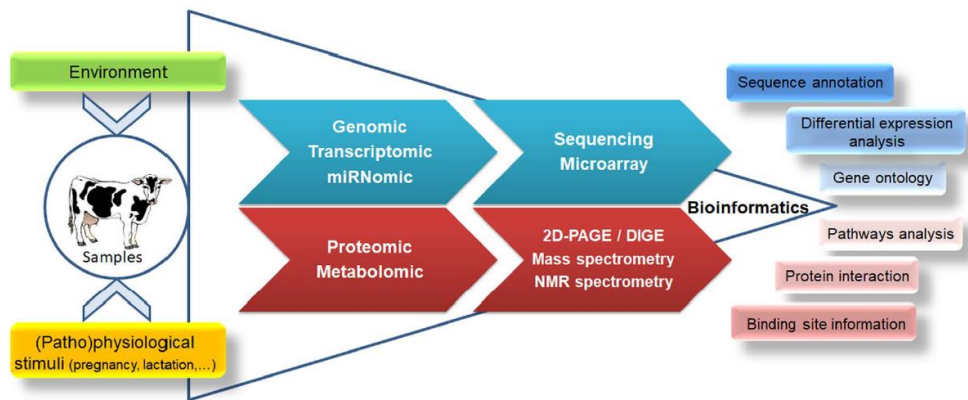 Environment
Samples
(Patho)physiological
stimuli (pregnancy, lactation,...)
Genomic
Transcriptomic
miRNomic
Proteomic
Metabolomic
Sequencing
Microarray
2D-PAGE / DIGE
Mass spectrometry
NMR spectrometry
Bioinformatics
Sequence annotation
Differential expression
analysis
Gene ontology
Pathways analysis
Protein interaction
Binding site information